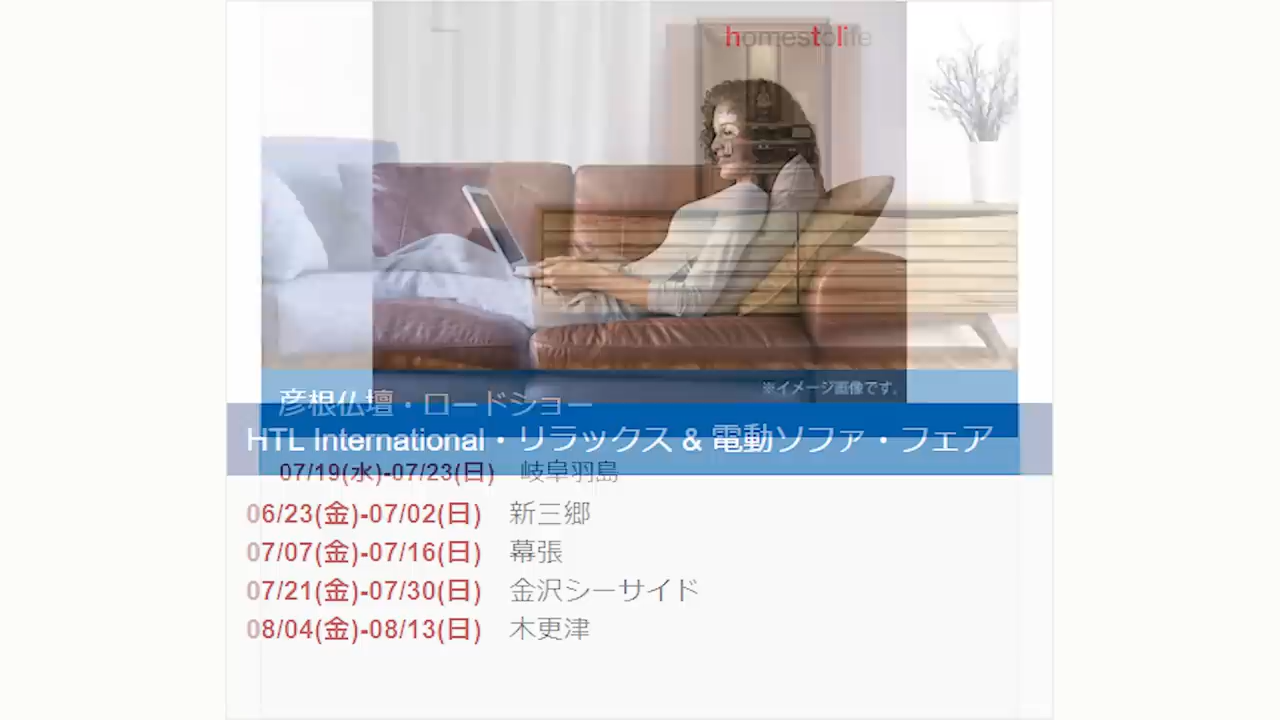 homestolife
※イメージ画像です。
彦根仏壇・ロードショー
HTL International・リラックス & 電動ソファ・フェア
07/19(水)-07/23(日) 岐阜羽島
06/23(金)-07/02(日) 新三郷
07/07(金)-07/16(日) 幕張
07/21(金)-07/30(日) 金沢シーサイド
08/04(金)-08/13(日) 木更津